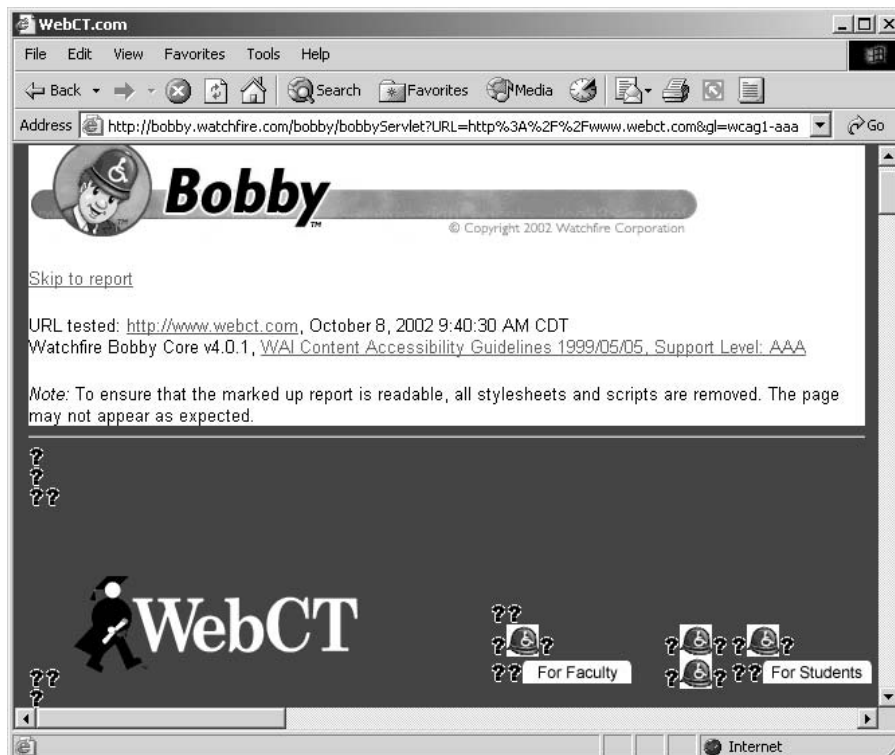 WebCT.com
File Edit View Favorites Tools Help
Back Search Favorites Media
Address http://bobby.watchfire.com/bobby/bobbyServlet?URL=http%3A%2F%2Fwww.webct.com&gl=wcag1-aaa Go
Bobby™
© Copyright 2002 Watchfire Corporation
Skip to report
URL tested: http://www.webct.com, October 8, 2002 9:40:30 AM CDT
Watchfire Bobby Core v4.0.1, WAI Content Accessibility Guidelines 1999/05/05, Support Level: AAA
Note: To ensure that the marked up report is readable, all stylesheets and scripts are removed. The page
may not appear as expected.
?
?
??
WebCT
??
? ? ? ? ?
?? For Faculty ? ? ?? For Students
??
?
Internet